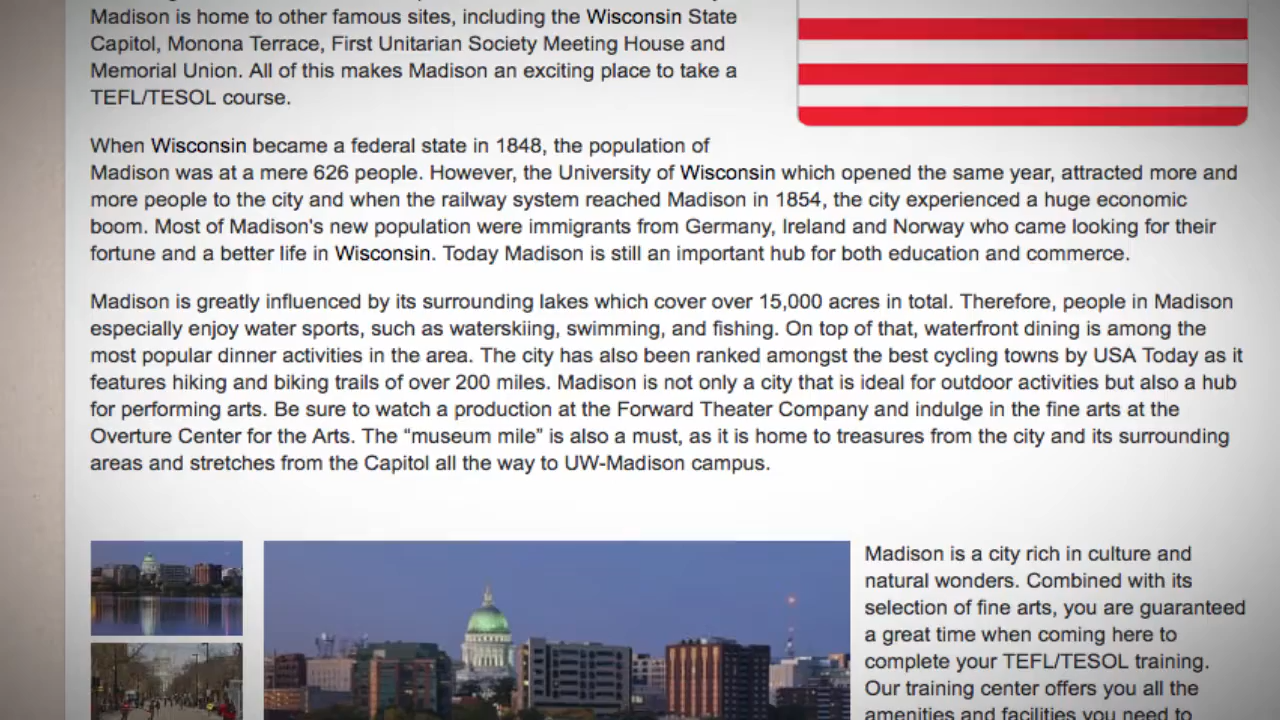 Madison is home to other famous sites, including the Wisconsin State
Capitol, Monona Terrace, First Unitarian Society Meeting House and
Memorial Union. All of this makes Madison an exciting place to take a
TEFL/TESOL course.
When Wisconsin became a federal state in 1848, the population of
Madison was at a mere 626 people. However, the University of Wisconsin which opened the same year, attracted more and
more people to the city and when the railway system reached Madison in 1854, the city experienced a huge economic
boom. Most of Madison's new population were immigrants from Germany, Ireland and Norway who came looking for their
fortune and a better life in Wisconsin. Today Madison is still an important hub for both education and commerce.
Madison is greatly influenced by its surrounding lakes which cover over 15,000 acres in total. Therefore, people in Madison
especially enjoy water sports, such as waterskiing, swimming, and fishing. On top of that, waterfront dining is among the
most popular dinner activities in the area. The city has also been ranked amongst the best cycling towns by USA Today as it
features hiking and biking trails of over 200 miles. Madison is not only a city that is ideal for outdoor activities but also a hub
for performing arts. Be sure to watch a production at the Forward Theater Company and indulge in the fine arts at the
Overture Center for the Arts. The “museum mile” is also a must, as it is home to treasures from the city and its surrounding
areas and stretches from the Capitol all the way to UW-Madison campus.
Madison is a city rich in culture and
natural wonders. Combined with its
selection of fine arts, you are guaranteed
a great time when coming here to
complete your TEFL/TESOL training.
Our training center offers you all the
amenities and facilities you need to